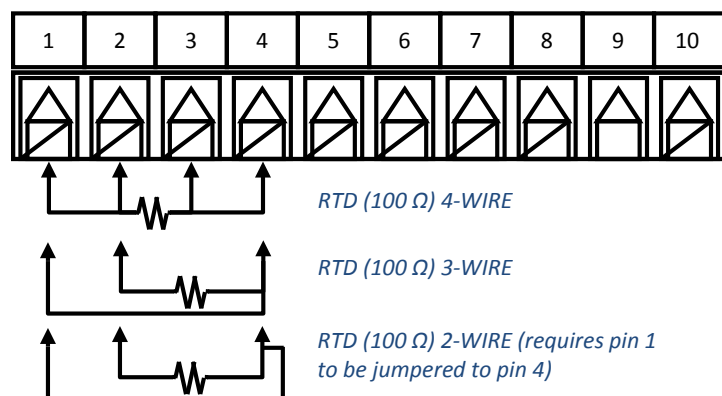 1 2 3 4 5 6 7 8 9 10
RTD (100 Ω) 4-WIRE
RTD (100 Ω) 3-WIRE
RTD (100 Ω) 2-WIRE (requires pin 1
to be jumpered to pin 4)